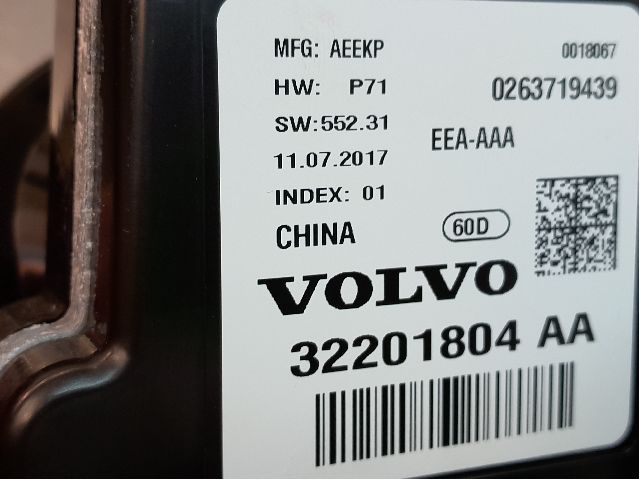 MFG: AEEKP 0018067
HW: P71 0263719439
SW:552.31 EEA-AAA
11.07.2017
INDEX: 01
CHINA 60D
VOLVO
32201804 AA